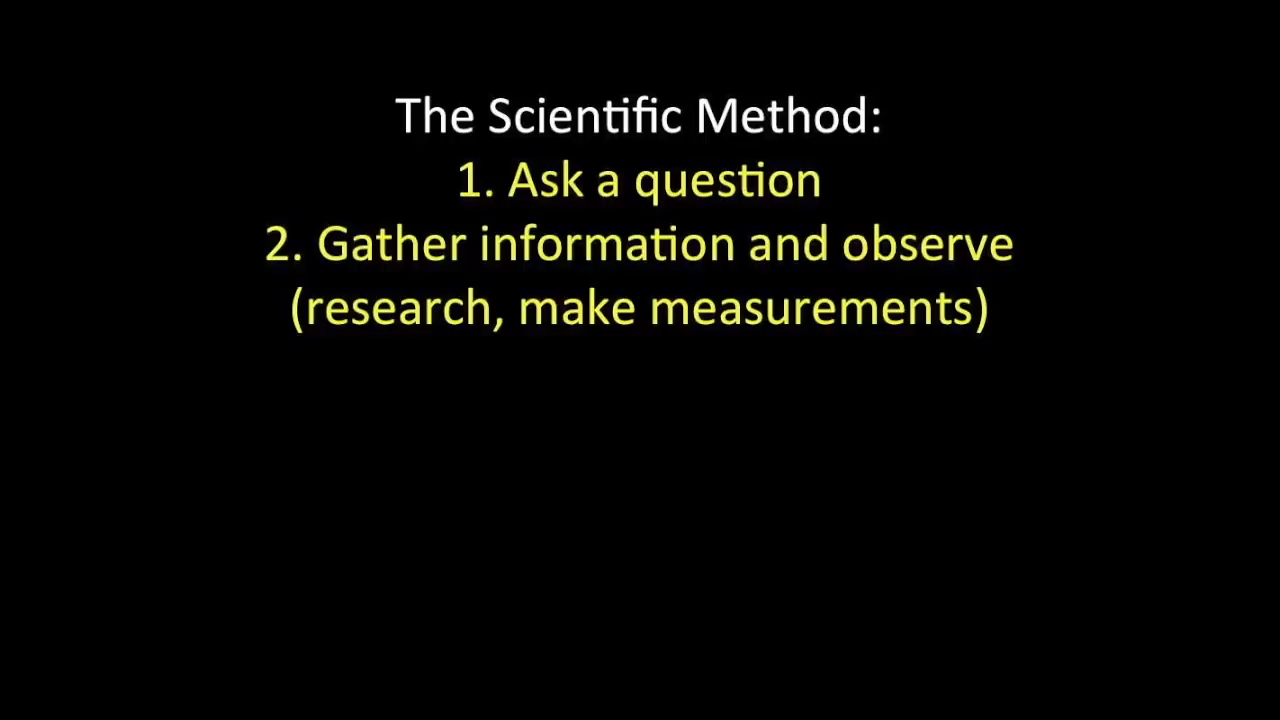 The Scientific Method:
1. Ask a question
2. Gather information and observe
(research, make measurements)